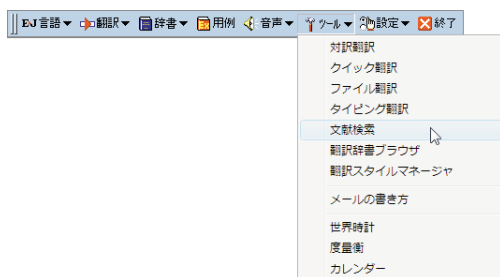 EJ 言語▼ 翻訳▼ 辞書▼ 用例 音声▼ ツール▼ 設定▼ 終了
対訳翻訳
クイック翻訳
ファイル翻訳
タイピング翻訳
文献検索
翻訳辞書ブラウザ
翻訳スタイルマネージャ
メールの書き方
世界時計
度量衡
カレンダー